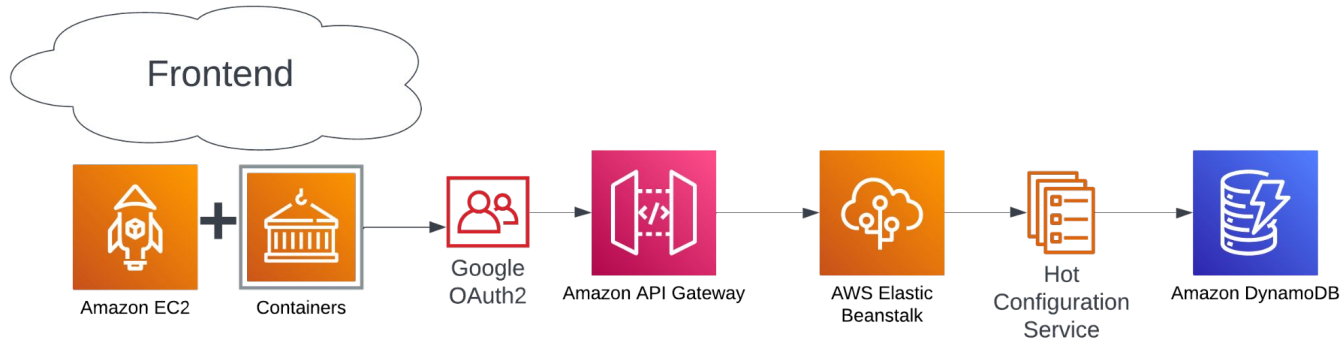 Frontend
Amazon EC2
Containers
Google
OAuth2
</>
Amazon API Gateway
AWS Elastic
Beanstalk
Hot
Configuration
Service
Amazon DynamoDB